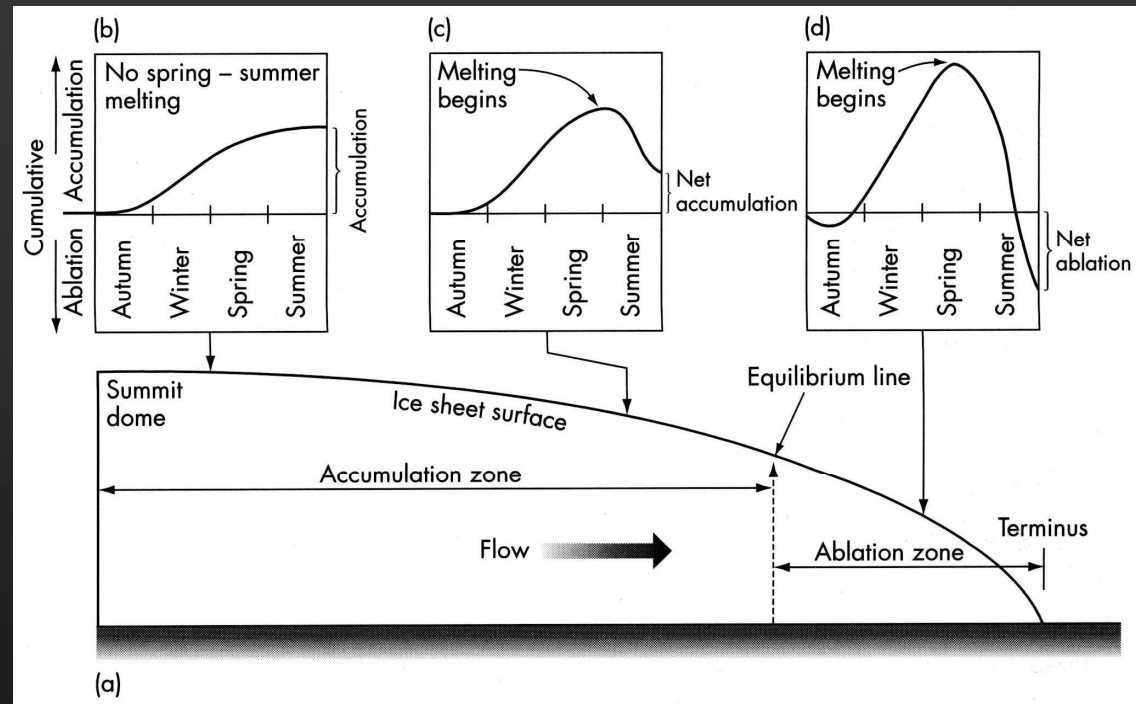 (b)
No spring – summer
melting
Cumulative
Accumulation
Ablation
Accumulation
Autumn
Winter
Spring
Summer
(c)
Melting
begins
Net
accumulation
Autumn
Winter
Spring
Summer
(d)
Melting
begins
Net
ablation
Autumn
Winter
Spring
Summer
Summit
dome
Ice sheet surface
Equilibrium line
Accumulation zone
Flow
Ablation zone
Terminus
(a)